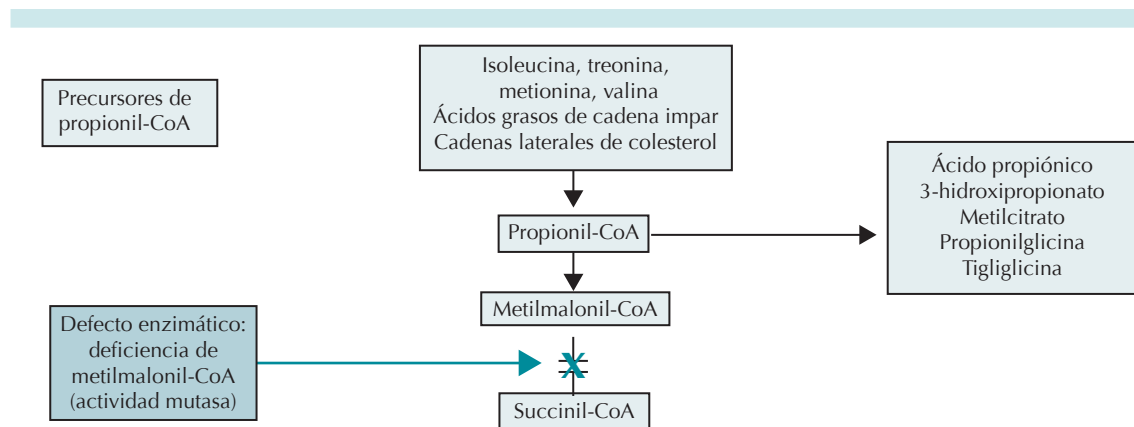 Precursores de
propionil-CoA
Isoleucina, treonina,
metionina, valina
Ácidos grasos de cadena impar
Cadenas laterales de colesterol
Propionil-CoA
Ácido propiónico
3-hidroxipropionato
Metilcitrato
Propionilglicina
Tigliglicina
Metilmalonil-CoA
Defecto enzimático:
deficiencia de
metilmalonil-CoA
(actividad mutasa)
X
Succinil-CoA